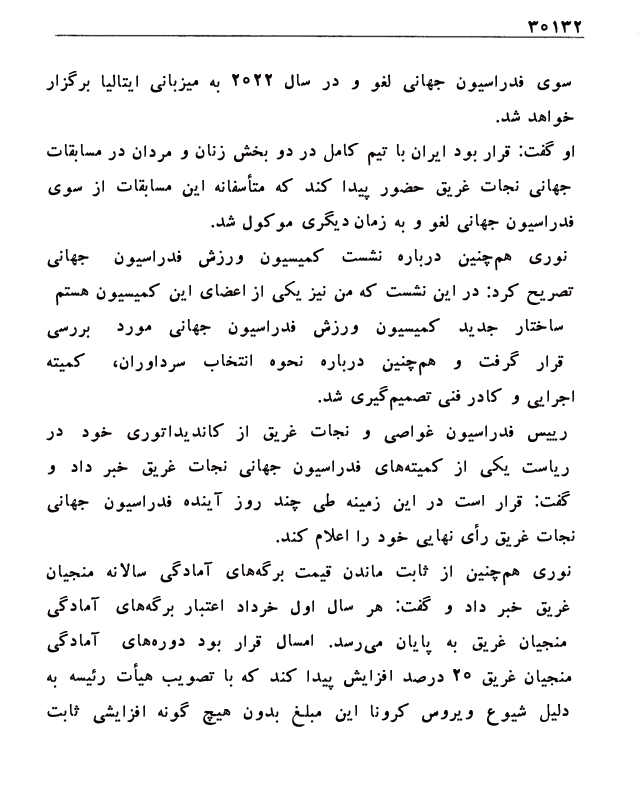 ۳۰۱۳۲
سوی فدراسیون جهانی لغو و در سال ۲۰۲۲ به میزبانی ایتالیا برگزار
خواهد شد.
او گفت: قرار بود ایران با تیم کامل در دو بخش زنان و مردان در مسابقات
جهانی نجات غریق حضور پیدا کند که متأسفانه این مسابقات از سوی
فدراسیون جهانی لغو و به زمان دیگری موکول شد.
نوری هم‌چنین درباره نشست کمیسیون ورزش فدراسیون جهانی
تصریح کرد: در این نشست که من نیز یکی از اعضای این کمیسیون هستم
ساختار جدید کمیسیون ورزش فدراسیون جهانی مورد بررسی
قرار گرفت و هم‌چنین درباره نحوه انتخاب سرداوران، کمیته
اجرایی و کادر فنی تصمیم‌گیری شد.
رییس فدراسیون غواصی و نجات غریق از کاندیداتوری خود در
ریاست یکی از کمیته‌های فدراسیون جهانی نجات غریق خبر داد و
گفت: قرار است در این زمینه طی چند روز آینده فدراسیون جهانی
نجات غریق رأی نهایی خود را اعلام کند.
نوری هم‌چنین از ثابت ماندن قیمت برگه‌های آمادگی سالانه منجیان
غریق خبر داد و گفت: هر سال اول خرداد اعتبار برگه‌های آمادگی
منجیان غریق به پایان می‌رسد. امسال قرار بود دوره‌های آمادگی
منجیان غریق ۲۰ درصد افزایش پیدا کند که با تصویب هیأت رئیسه به
دلیل شیوع ویروس کرونا این مبلغ بدون هیچ گونه افزایشی ثابت